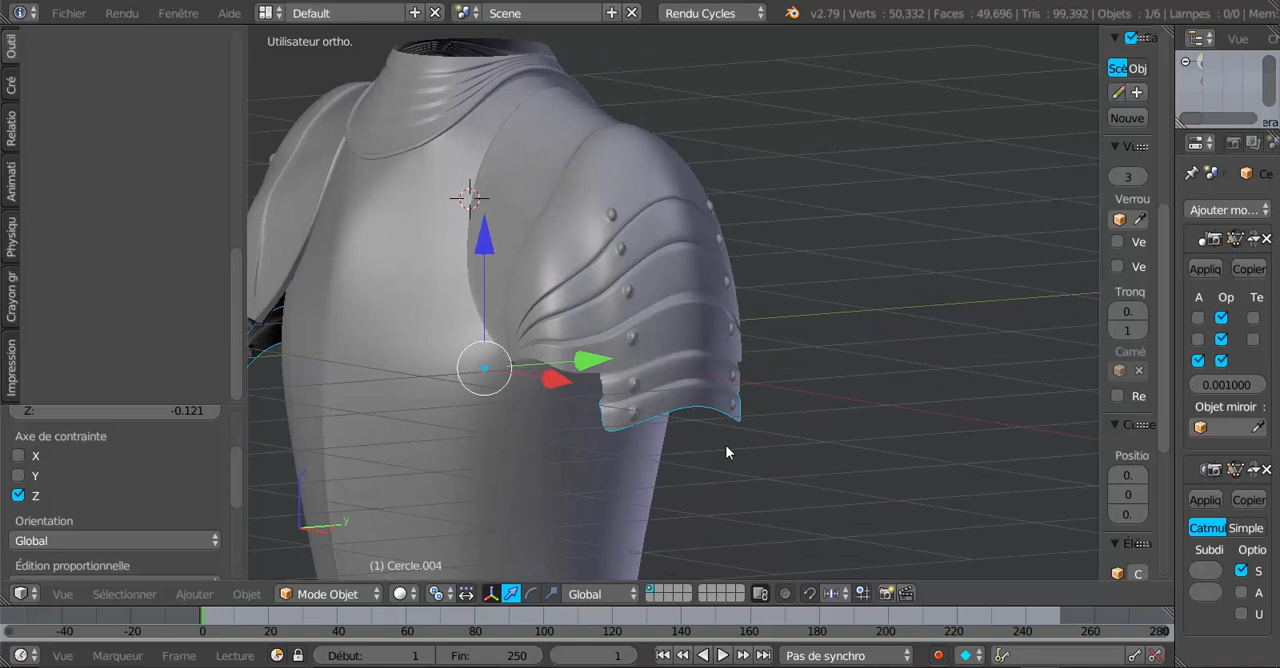 Fichier Rendu Fenêtre Aide Default Scene Rendu Cycles v2.79 | Verts : 50,332 | Faces : 49,696 | Tris : 99,392 | Objets : 1/6 | Lampes : 0/0 | Mem:
Outil
Cré
Relatio
Animati
Physiqu
Crayon gr
Impression
Z: -0.121
Axe de contrainte
X
Y
Z
Orientation
Global
Édition proportionnelle
Utilisateur ortho.
z
y
(1) Cercle.004
Scè Obj
Nouve
Vu
3
Verrou
Ve
Ve
Tronq
0.
1
Camé
Re
Positio
0.
0
0.
Él
C
Vue
era
Ce
Ajouter mo...
Appliq Copier
A Op Te
0.001000
Objet miroir :
Appliq Copier
Catmu Simple
Subdi Optio
S
A
U
Vue Sélectionner Ajouter Objet Mode Objet Global
-40 -20 0 20 40 60 80 100 120 140 160 180 200 220 240 260 280
Vue Marqueur Frame Lecture Début: 1 Fin: 250 1 Pas de synchro